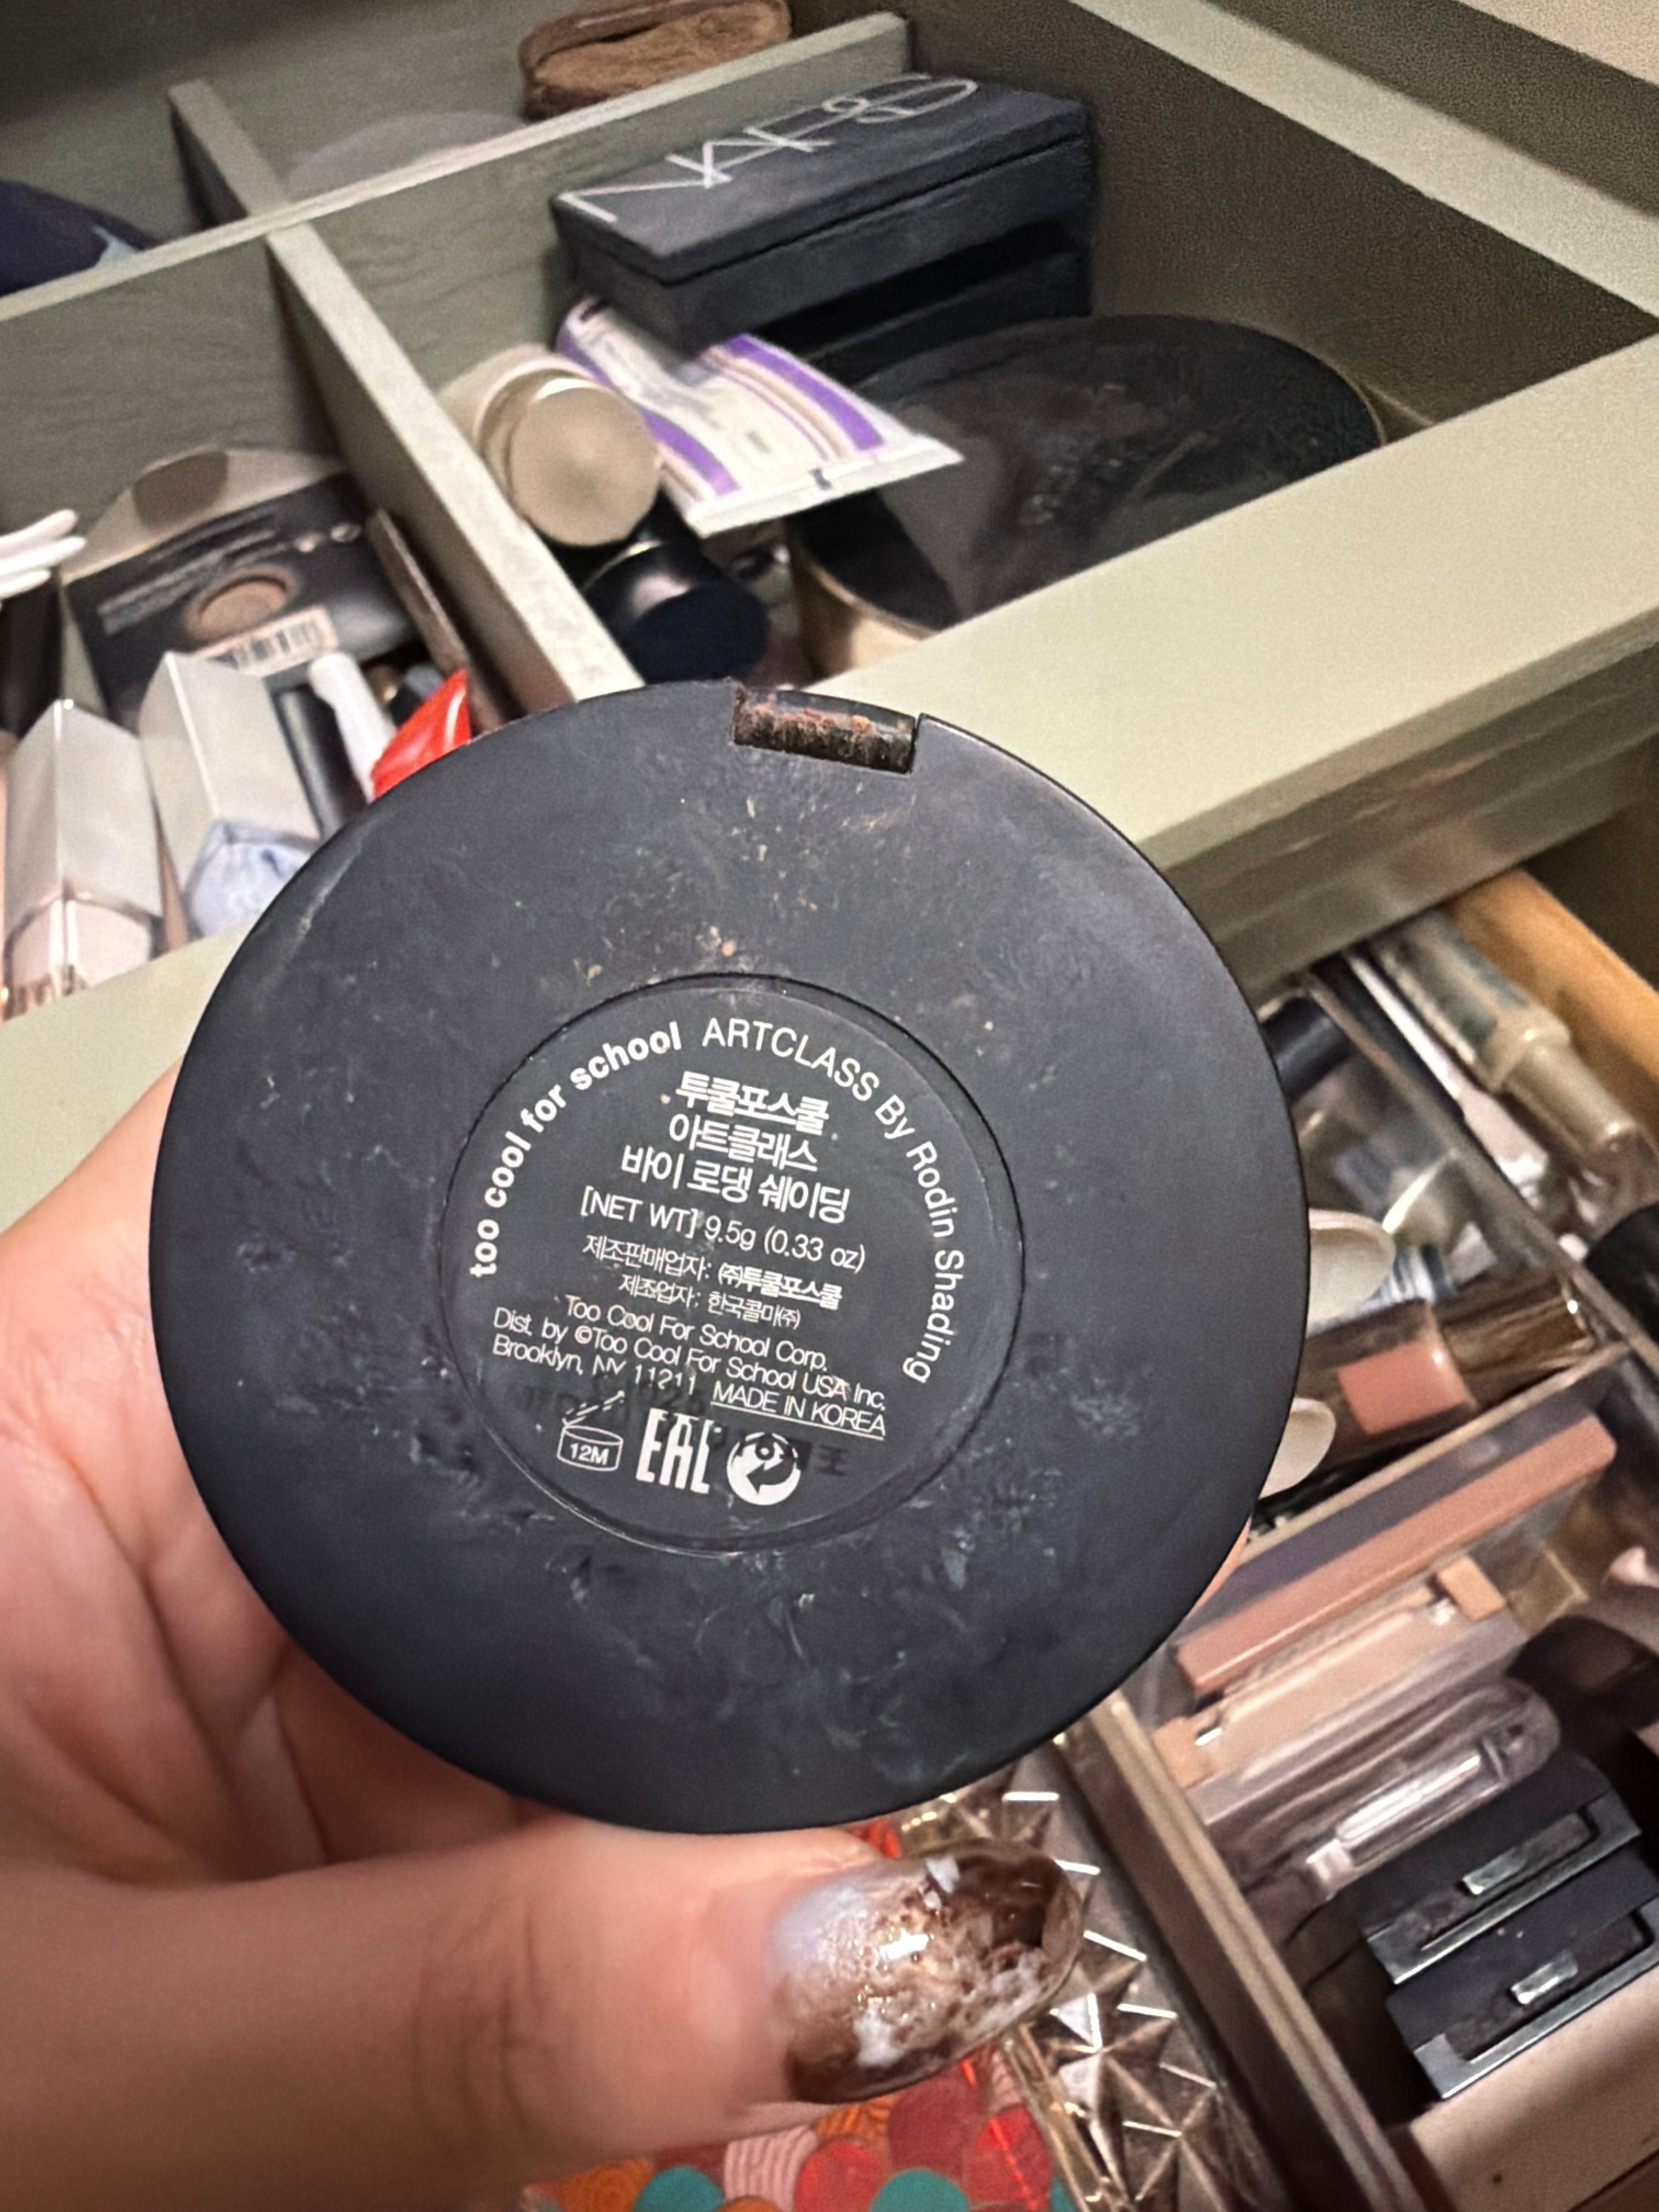 NARS
too cool for school ARTCLASS By Rodin Shading
투쿨포스쿨
아트클래스
바이 로댕 쉐이딩
[NET WT] 9.5g (0.33 oz)
제조판매업자: ㈜투쿨포스쿨
제조업자: 한국콜마㈜
Too Cool For School Corp.
Dist. by ©Too Cool For School USA Inc.
Brooklyn, NY 11211 MADE IN KOREA
12M EAC